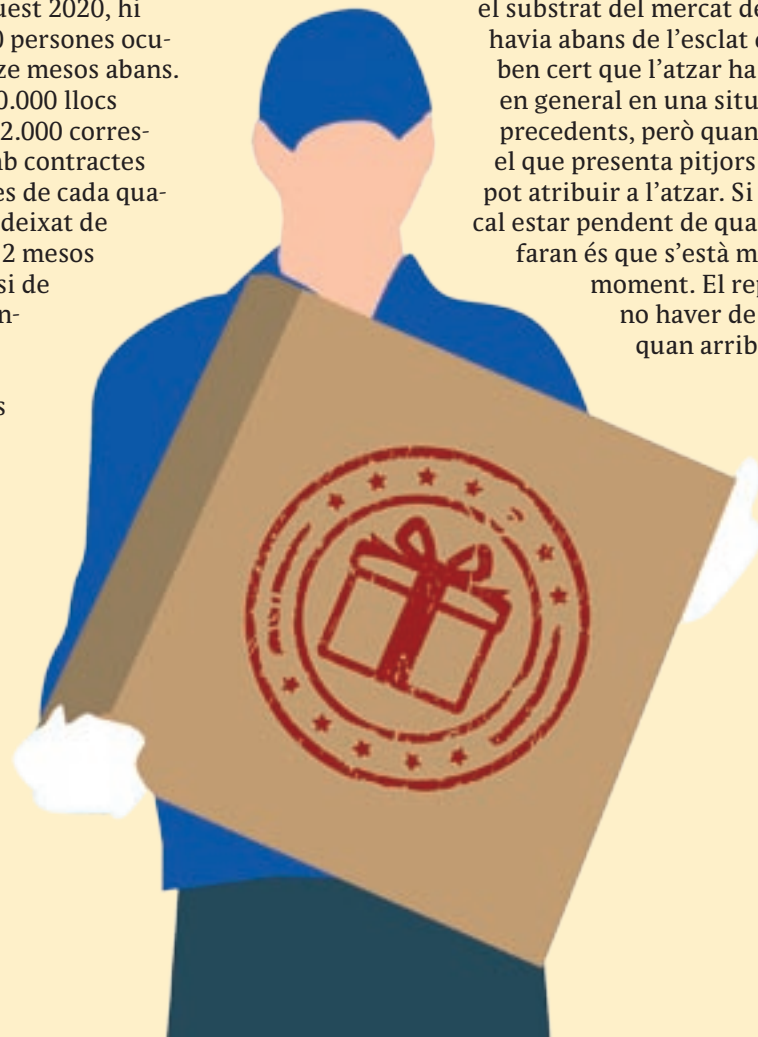 uest 2020, hi
0 persones ocu-
ze mesos abans.
0.000 llocs
2.000 corres-
b contractes
es de cada qua-
deixat de
2 mesos
si de
n-
s
el substrat del mercat de
havia abans de l’esclat
ben cert que l’atzar ha
en general en una situ
precedents, però quan
el que presenta pitjors
pot atribuir a l’atzar. Si
cal estar pendent de qua
faran és que s’està m
moment. El rep
no haver de
quan arrib